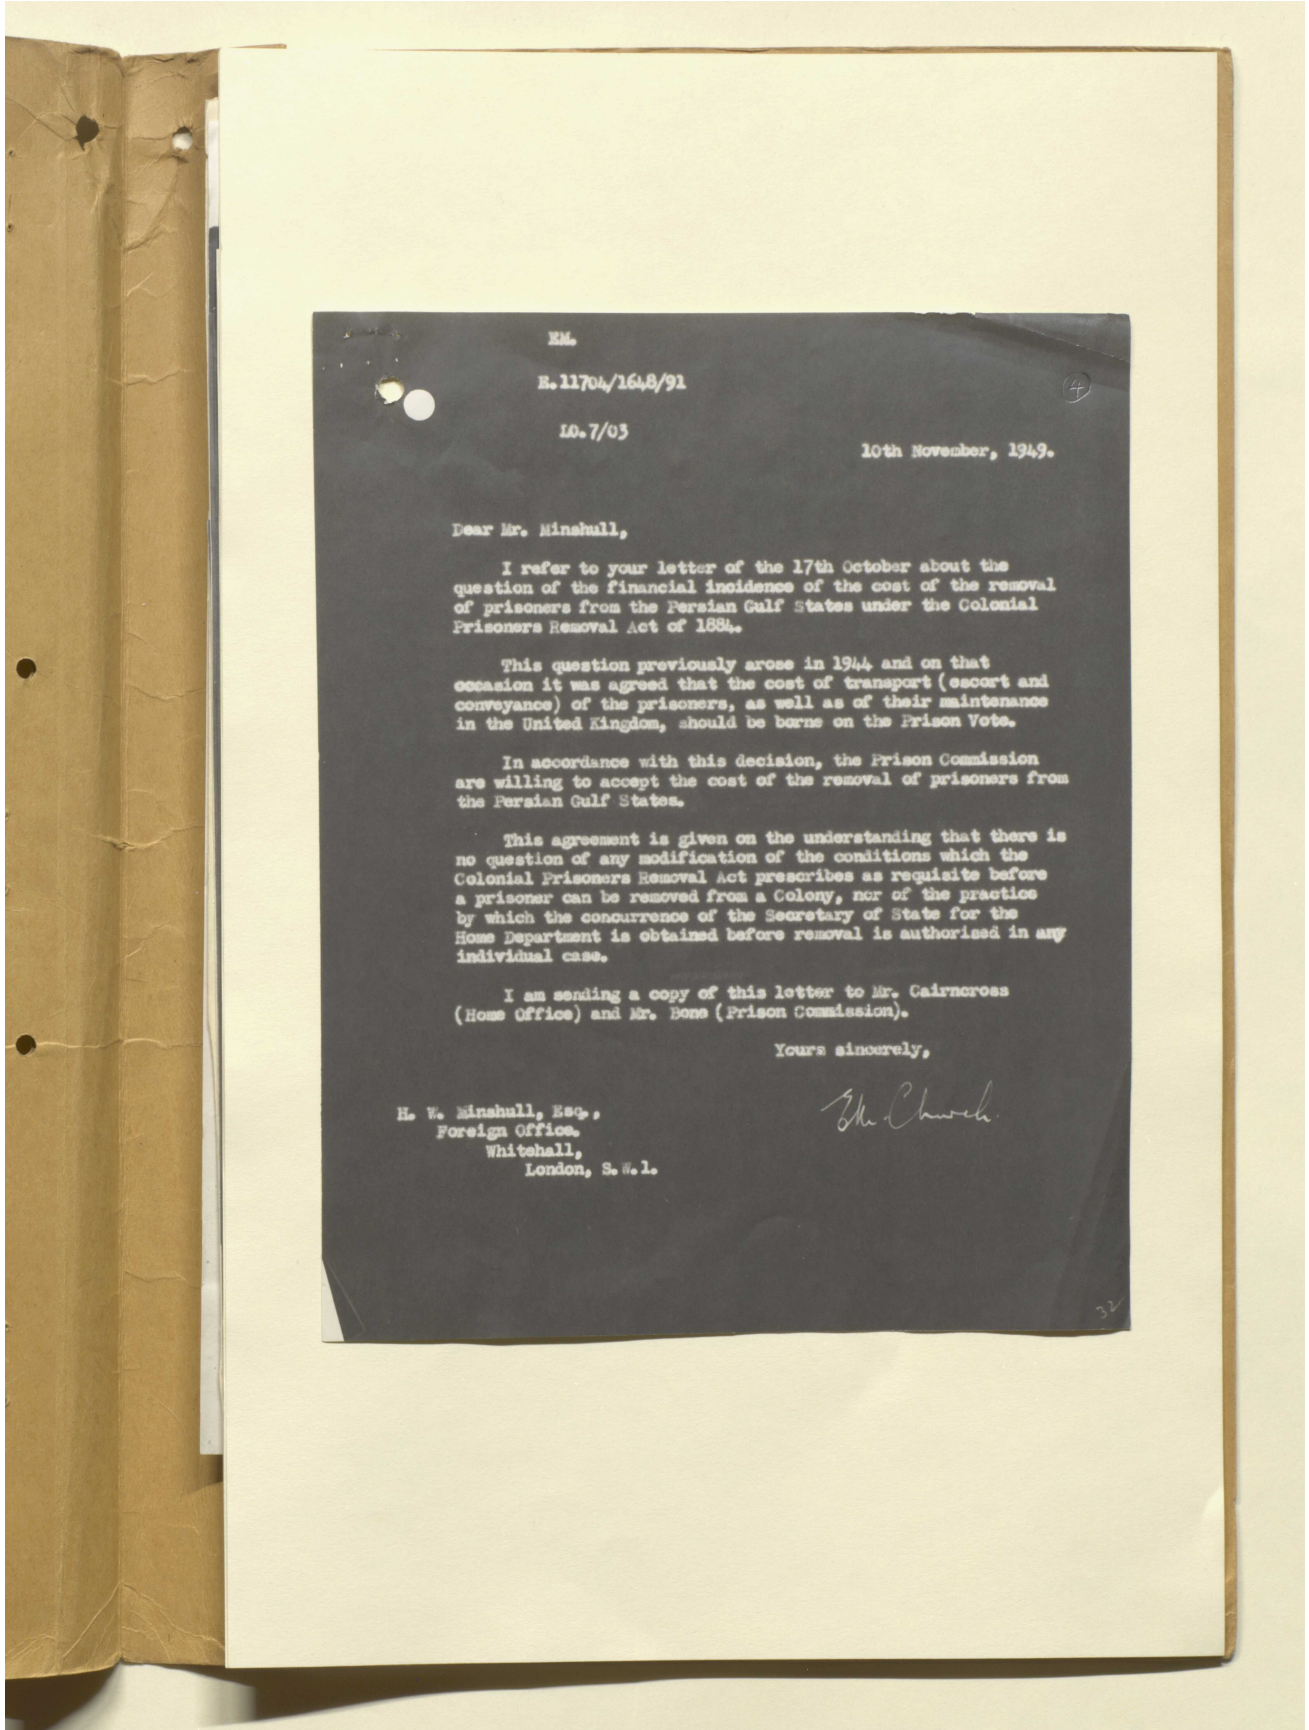 EM.
E.11704/1648/91
④
LO.7/03
10th November, 1949.
Dear Mr. Minshull,
I refer to your letter of the 17th October about the
question of the financial incidence of the cost of the removal
of prisoners from the Persian Gulf States under the Colonial
Prisoners Removal Act of 1884.
This question previously arose in 1944 and on that
occasion it was agreed that the cost of transport (escort and
conveyance) of the prisoners, as well as of their maintenance
in the United Kingdom, should be borne on the Prison Vote.
In accordance with this decision, the Prison Commission
are willing to accept the cost of the removal of prisoners from
the Persian Gulf States.
This agreement is given on the understanding that there is
no question of any modification of the conditions which the
Colonial Prisoners Removal Act prescribes as requisite before
a prisoner can be removed from a Colony, nor of the practice
by which the concurrence of the Secretary of State for the
Home Department is obtained before removal is authorised in any
individual case.
I am sending a copy of this letter to Mr. Cairncross
(Home Office) and Mr. Bone (Prison Commission).
Yours sincerely,
Church.
H. W. Minshull, Esq.,
Foreign Office.
Whitehall,
London, S.W.1.
32